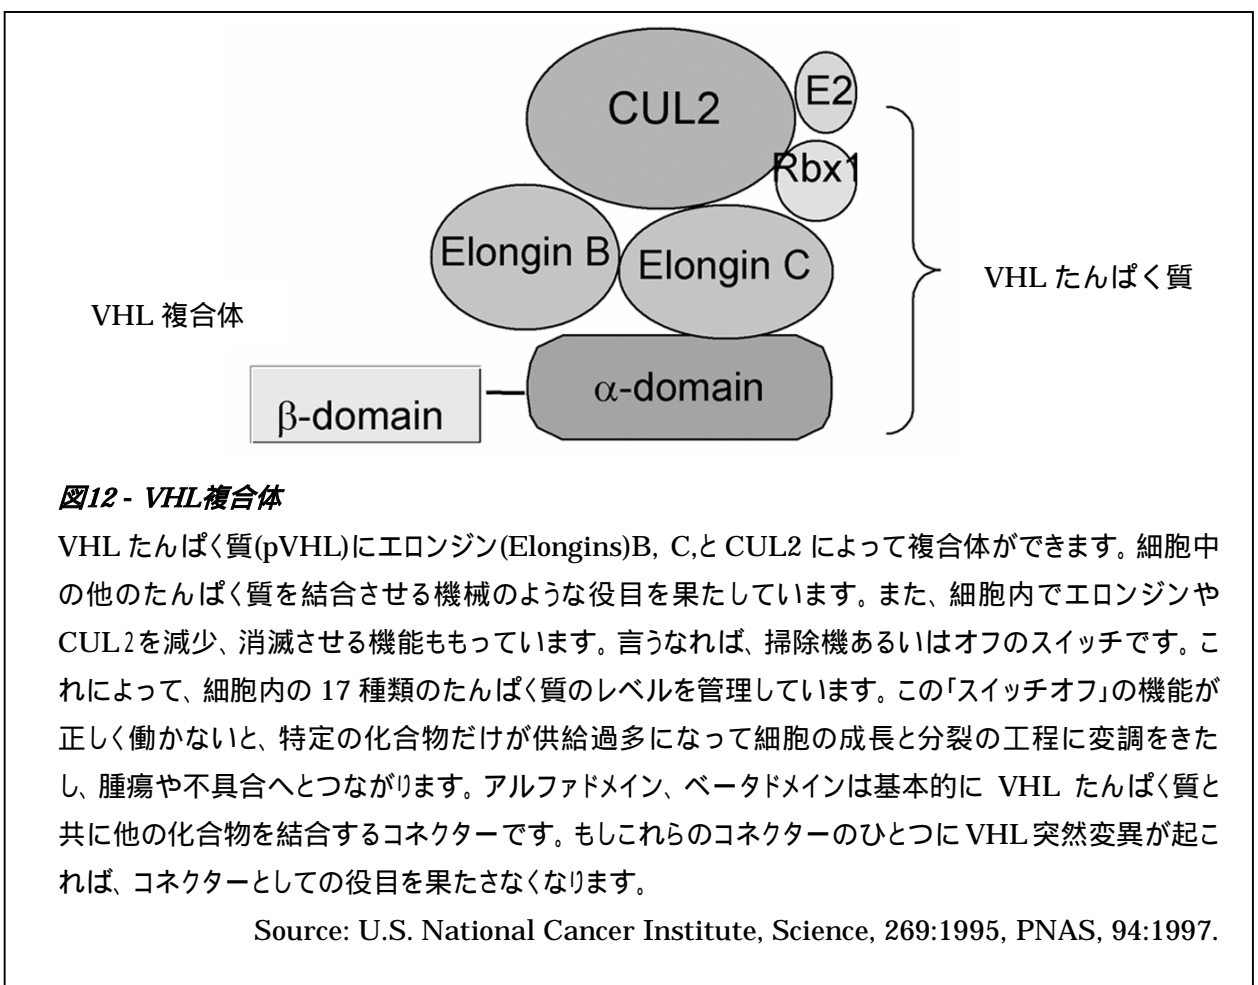 CUL2
E2
Rbx1
Elongin B
Elongin C
VHL たんぱく質
VHL 複合体
α-domain
β-domain
図12 - VHL複合体
VHL たんぱく質(pVHL)にエロンジン(Elongins)B, C,と CUL2 によって複合体ができます。細胞中
の他のたんぱく質を結合させる機械のような役目を果たしています。また、細胞内でエロンジンや
CUL2を減少、消滅させる機能ももっています。言うなれば、掃除機あるいはオフのスイッチです。こ
れによって、細胞内の 17 種類のたんぱく質のレベルを管理しています。この「スイッチオフ」の機能が
正しく働かないと、特定の化合物だけが供給過多になって細胞の成長と分裂の工程に変調をきた
し、腫瘍や不具合へとつながります。アルファドメイン、ベータドメインは基本的に VHL たんぱく質と
共に他の化合物を結合するコネクターです。もしこれらのコネクターのひとつに VHL 突然変異が起こ
れば、コネクターとしての役目を果たさなくなります。
Source: U.S. National Cancer Institute, Science, 269:1995, PNAS, 94:1997.